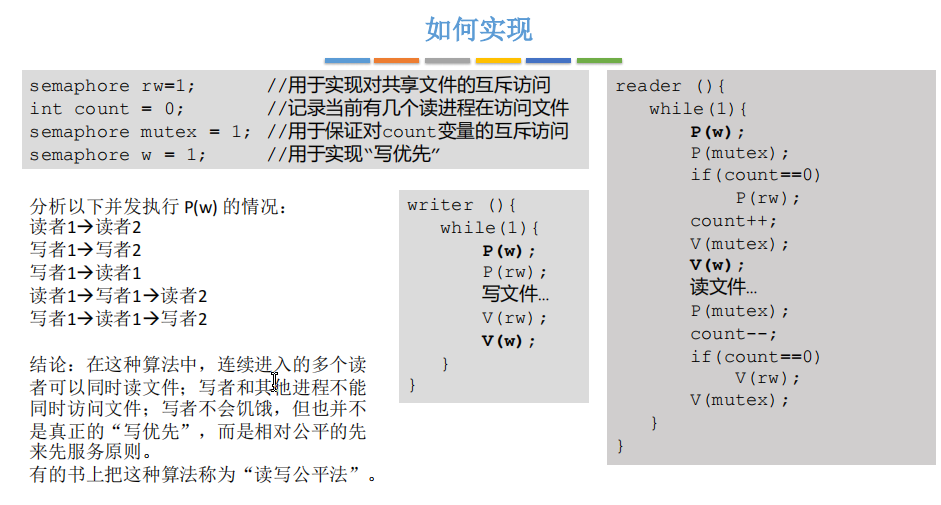 如何实现
semaphore rw=1; //用于实现对共享文件的互斥访问
int count = 0; //记录当前有几个读进程在访问文件
semaphore mutex = 1; //用于保证对count变量的互斥访问
semaphore w = 1; //用于实现“写优先”
分析以下并发执行 P(w) 的情况：
读者1→读者2
写者1→写者2
写者1→读者1
读者1→写者1→读者2
写者1→读者1→写者2
结论：在这种算法中，连续进入的多个读
者可以同时读文件；写者和其他进程不能
同时访问文件；写者不会饥饿，但也并不
是真正的“写优先”，而是相对公平的先
来先服务原则。
有的书上把这种算法称为“读写公平法”。
writer (){
while(1){
P(w);
P(rw);
写文件…
V(rw);
V(w);
}
}
reader (){
while(1){
P(w);
P(mutex);
if(count==0)
P(rw);
count++;
V(mutex);
V(w);
读文件…
P(mutex);
count--;
if(count==0)
V(rw);
V(mutex);
}
}